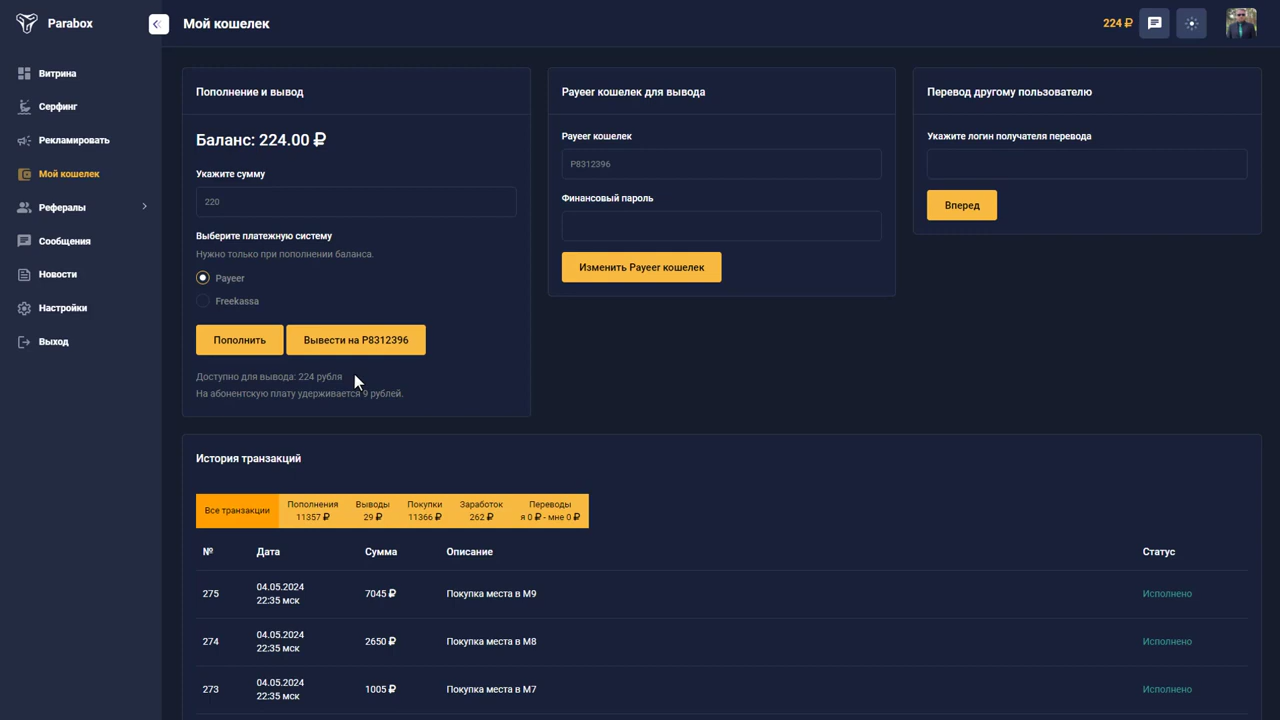 Parabox
Мой кошелек
224 ₽
Витрина
Серфинг
Рекламировать
Мой кошелек
Рефералы
Сообщения
Новости
Настройки
Выход
Пополнение и вывод
Баланс: 224.00 ₽
Укажите сумму
220
Выберите платежную систему
Нужно только при пополнении баланса.
Payeer
Freekassa
Пополнить
Вывести на P8312396
Доступно для вывода: 224 рубля
На абонентскую плату удерживается 9 рублей.
Payeer кошелек для вывода
Payeer кошелек
P8312396
Финансовый пароль
Изменить Payeer кошелек
Перевод другому пользователю
Укажите логин получателя перевода
Вперед
История транзакций
Все транзакции
Пополнения
11357 ₽
Выводы
29 ₽
Покупки
11366 ₽
Заработок
262 ₽
Переводы
я 0 ₽ - мне 0 ₽
№ Дата Сумма Описание Статус
275 04.05.2024 22:35 мск 7045 ₽ Покупка места в M9 Исполнено
274 04.05.2024 22:35 мск 2650 ₽ Покупка места в M8 Исполнено
273 04.05.2024 22:35 мск 1005 ₽ Покупка места в M7 Исполнено